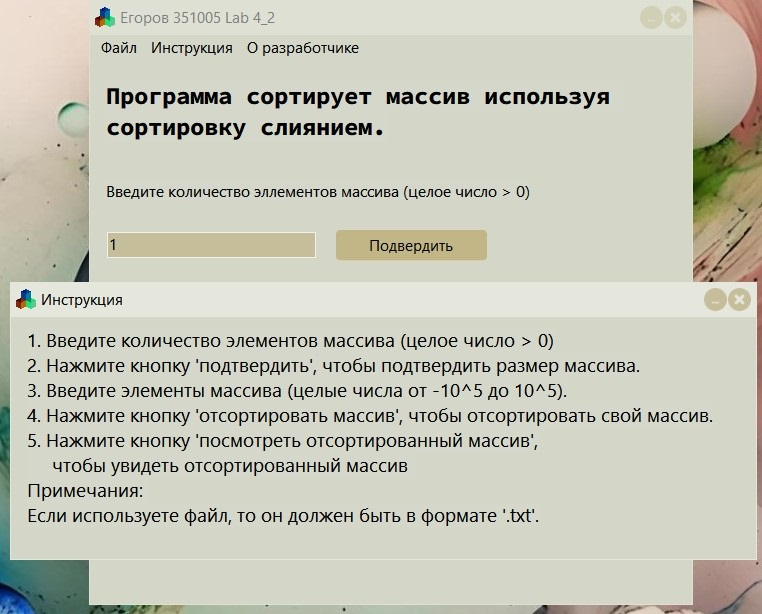 Егоров 351005 Lab 4_2
Файл Инструкция О разработчике
Программа сортирует массив используя
сортировку слиянием.
Введите количество эллементов массива (целое число > 0)
1 Подвердить
Инструкция
1. Введите количество элементов массива (целое число > 0)
2. Нажмите кнопку 'подтвердить', чтобы подтвердить размер массива.
3. Введите элементы массива (целые числа от -10^5 до 10^5).
4. Нажмите кнопку 'отсортировать массив', чтобы отсортировать свой массив.
5. Нажмите кнопку 'посмотреть отсортированный массив',
чтобы увидеть отсортированный массив
Примечания:
Если используете файл, то он должен быть в формате '.txt'.